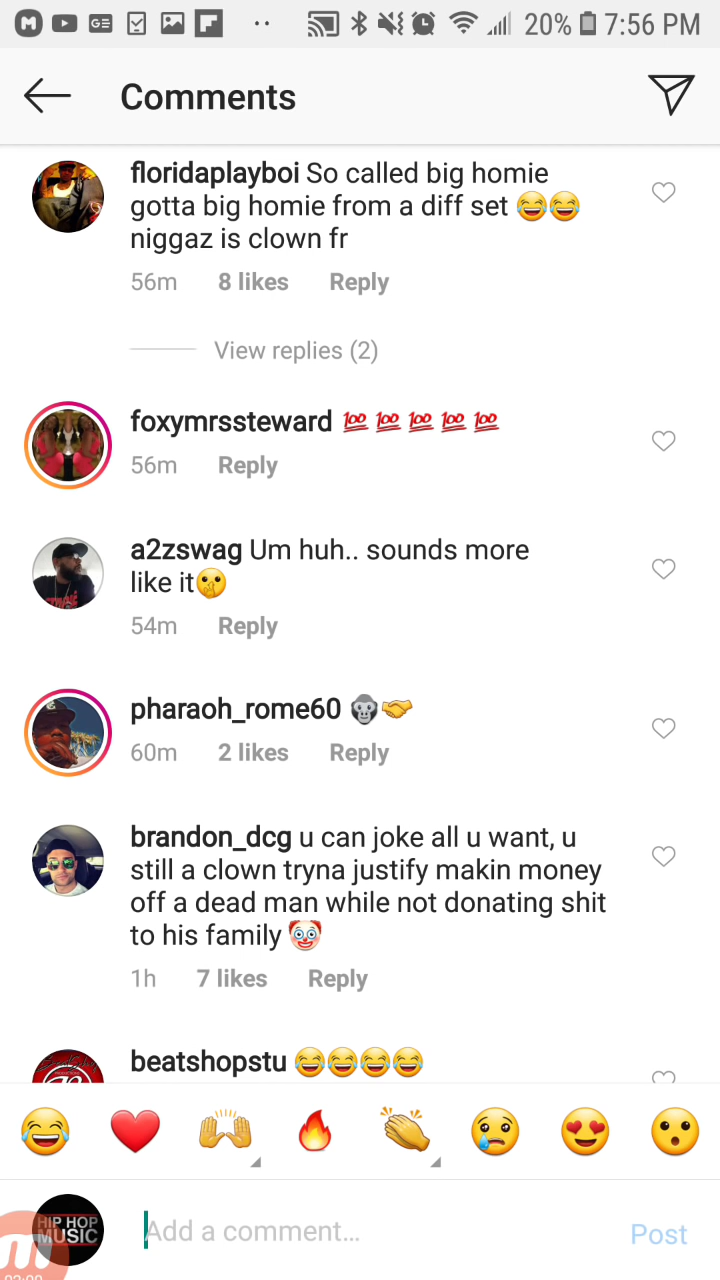 20% 7:56 PM
Comments
floridaplayboi So called big homie
gotta big homie from a diff set 😂😂
niggaz is clown fr
56m 8 likes Reply
View replies (2)
foxymrssteward 💯 💯 💯 💯 💯
56m Reply
a2zswag Um huh.. sounds more
like it🤫
54m Reply
pharaoh_rome60 🦍🤝
60m 2 likes Reply
brandon_dcg u can joke all u want, u
still a clown tryna justify makin money
off a dead man while not donating shit
to his family 🤡
1h 7 likes Reply
beatshopstu 😂😂😂😂
😂 ❤️ 🙌 🔥 👏 😢 😍 😮
HIP HOP
MUSIC
Add a comment... Post